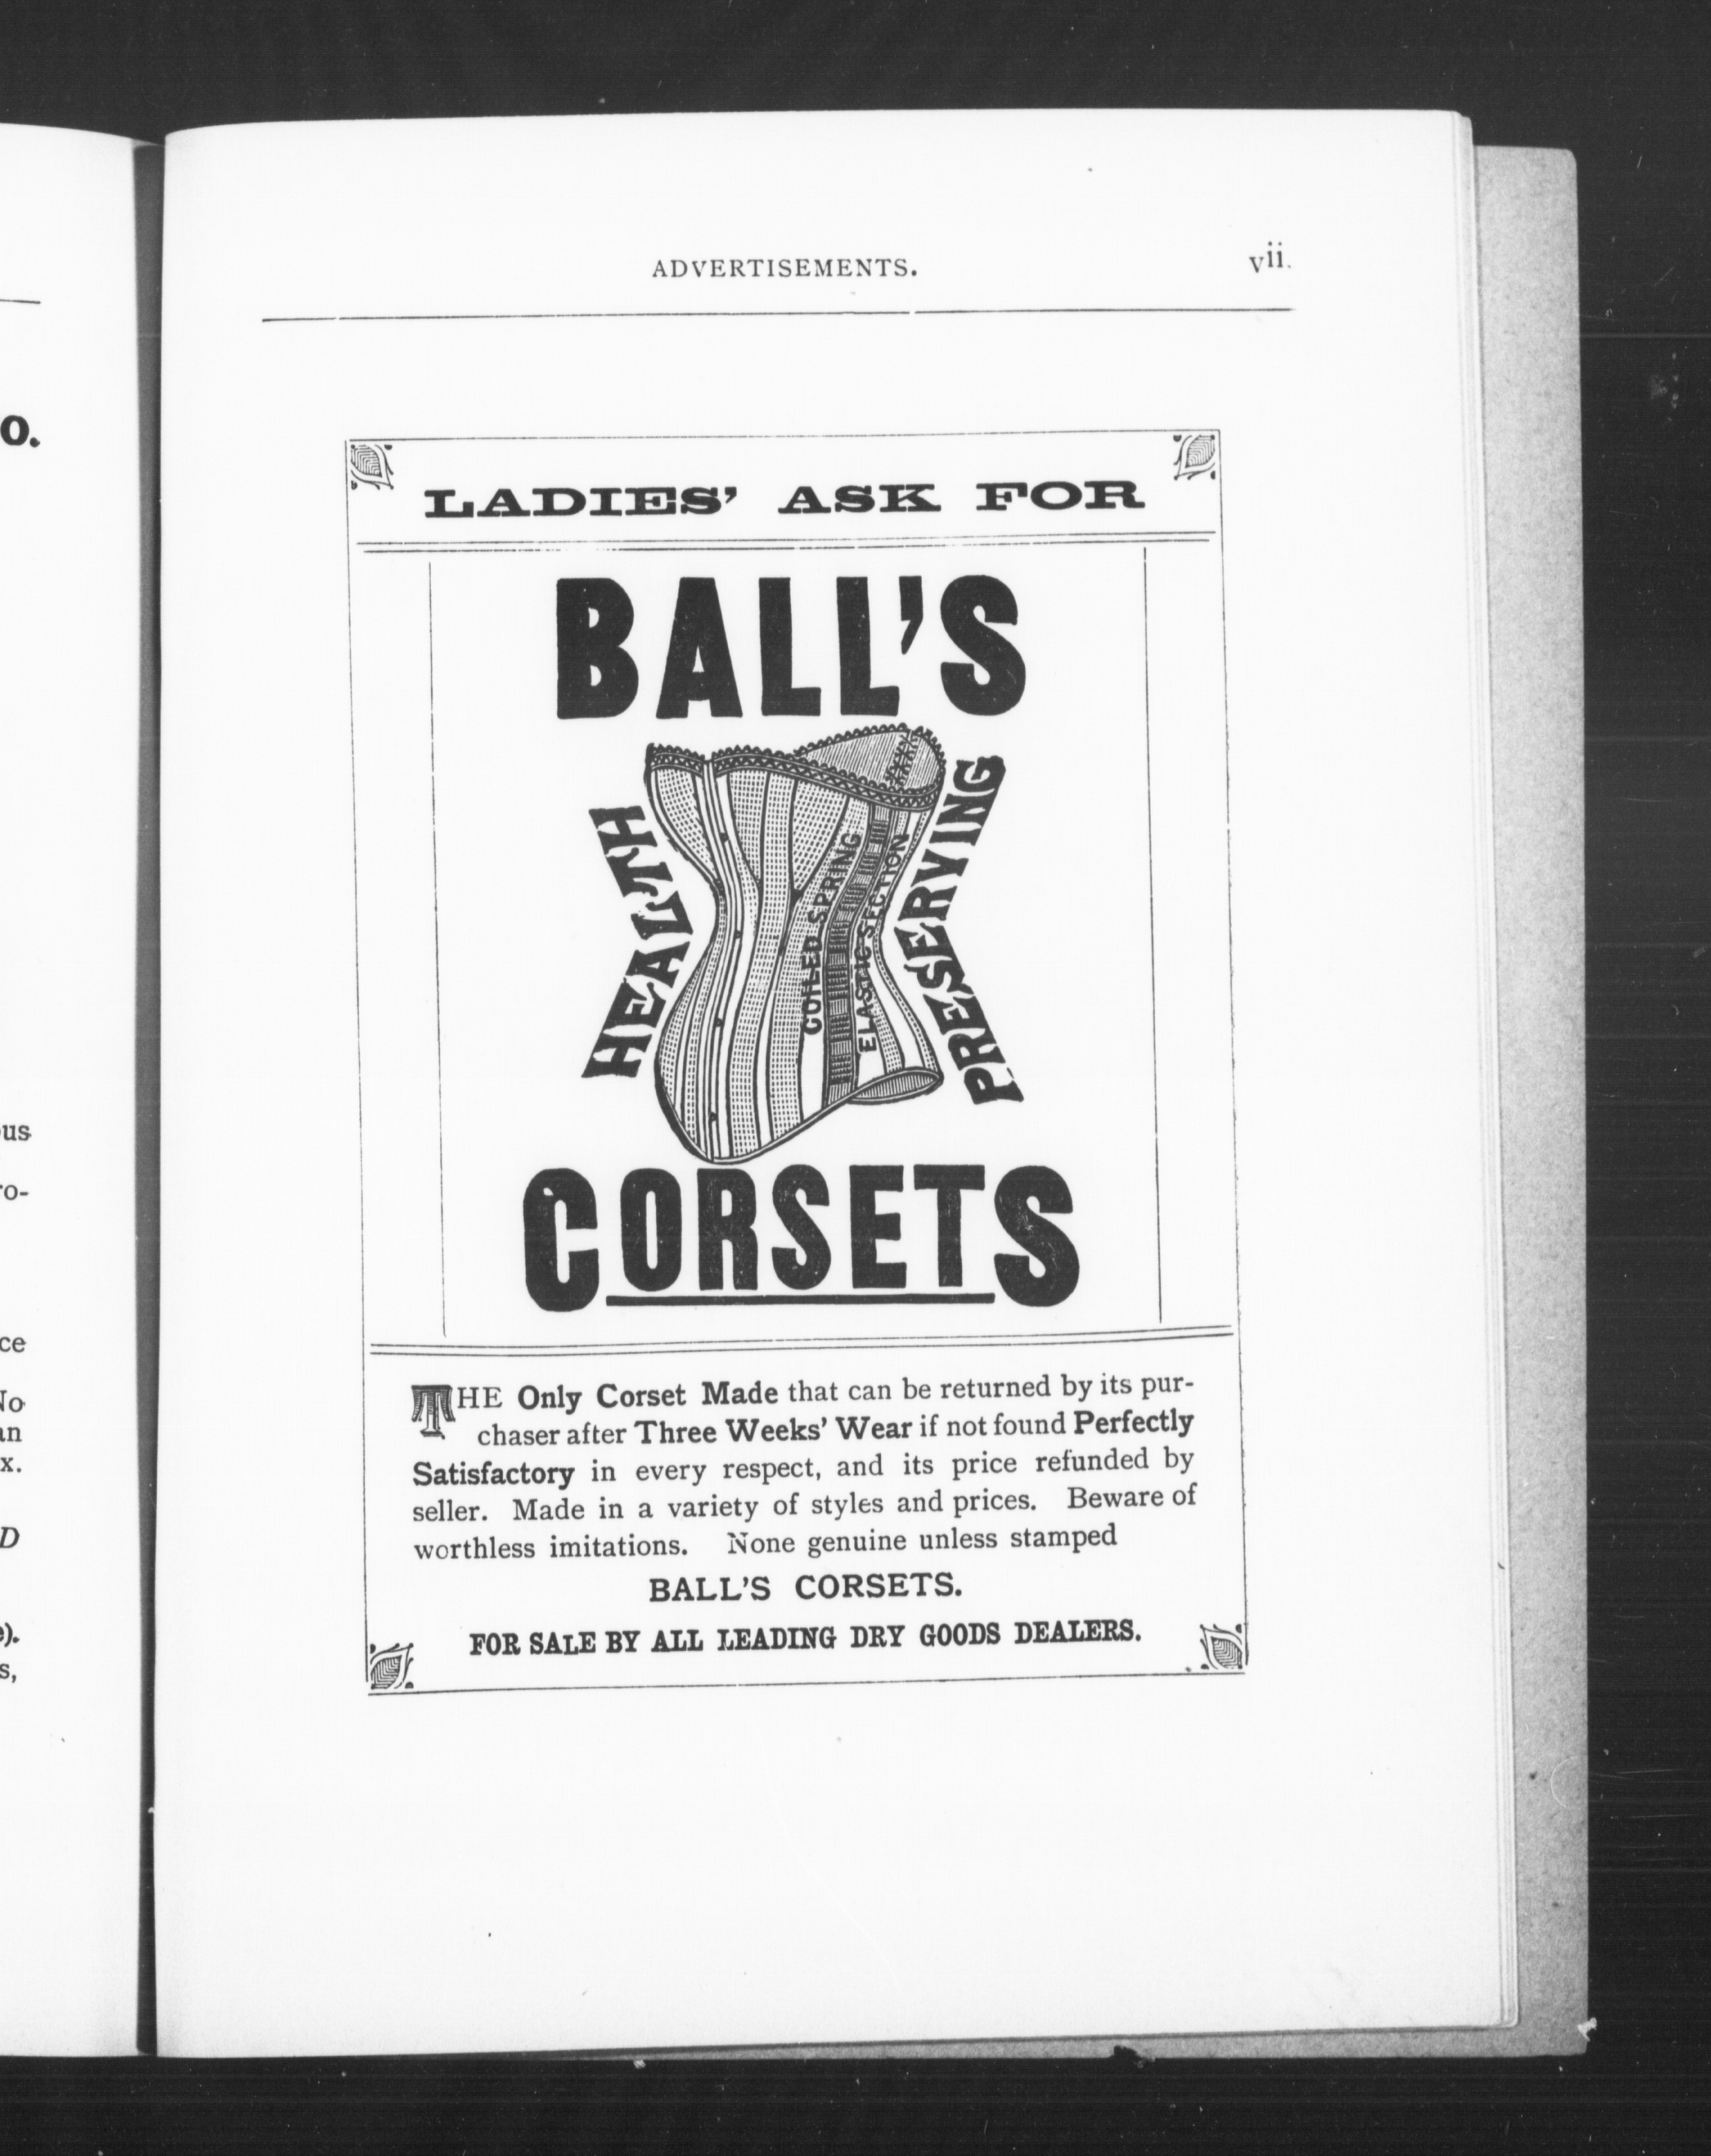 ADVERTISEMENTS.
vii.
LADIES' ASK FOR
BALL'S
HEALTH
COILED SPRING
ELASTIC SECTION
PRESERVING
CORSETS
THE Only Corset Made that can be returned by its pur-
chaser after Three Weeks' Wear if not found Perfectly
Satisfactory in every respect, and its price refunded by
seller. Made in a variety of styles and prices. Beware of
worthless imitations. None genuine unless stamped
BALL'S CORSETS.
FOR SALE BY ALL LEADING DRY GOODS DEALERS.